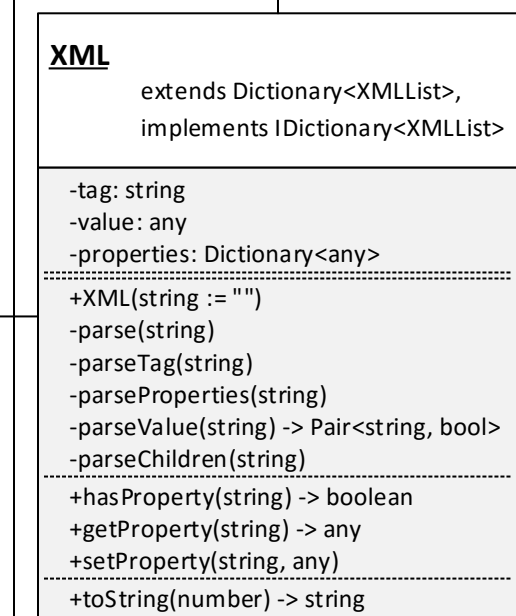 XML
extends Dictionary<XMLList>,
implements IDictionary<XMLList>
-tag: string
-value: any
-properties: Dictionary<any>
+XML(string := "")
-parse(string)
-parseTag(string)
-parseProperties(string)
-parseValue(string) -> Pair<string, bool>
-parseChildren(string)
+hasProperty(string) -> boolean
+getProperty(string) -> any
+setProperty(string, any)
+toString(number) -> string